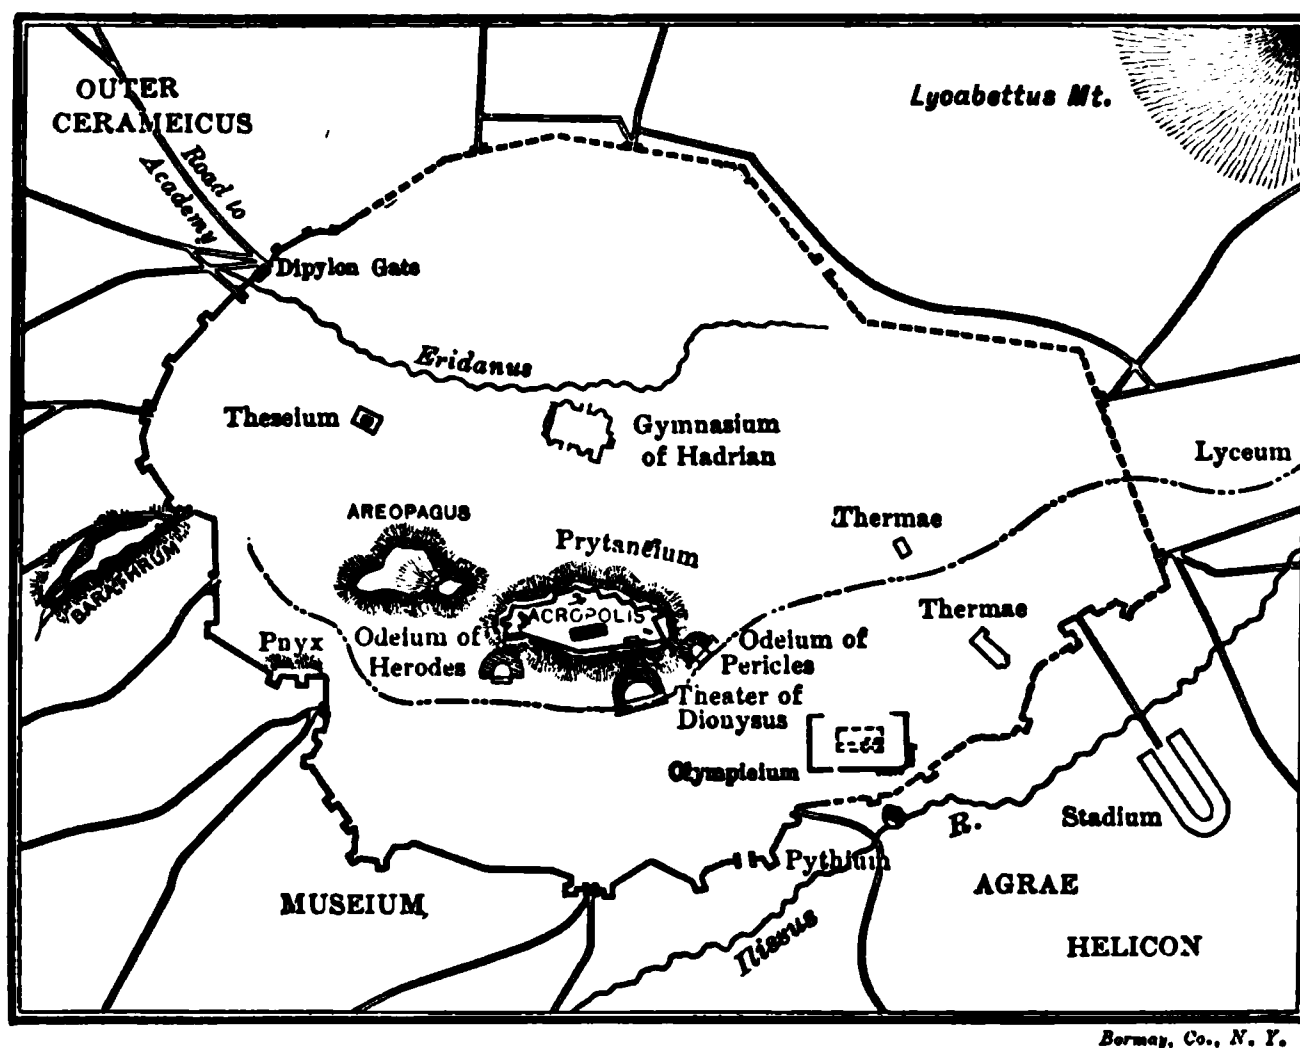 OUTER
CERAMEICUS
Lycabettus Mt.
Road to
Academy
Dipylon Gate
Eridanus
Theseium
Gymnasium
of Hadrian
Lyceum
AREOPAGUS
Thermae
Prytaneium
BARATHRUM
ACROPOLIS
Thermae
Pnyx
Odeium of
Herodes
Odeium of
Pericles
Theater of
Dionysus
Olympieium
Stadium
R.
Pythium
AGRAE
MUSEIUM
Ilissus
HELICON
Bormay, Co., N. Y.